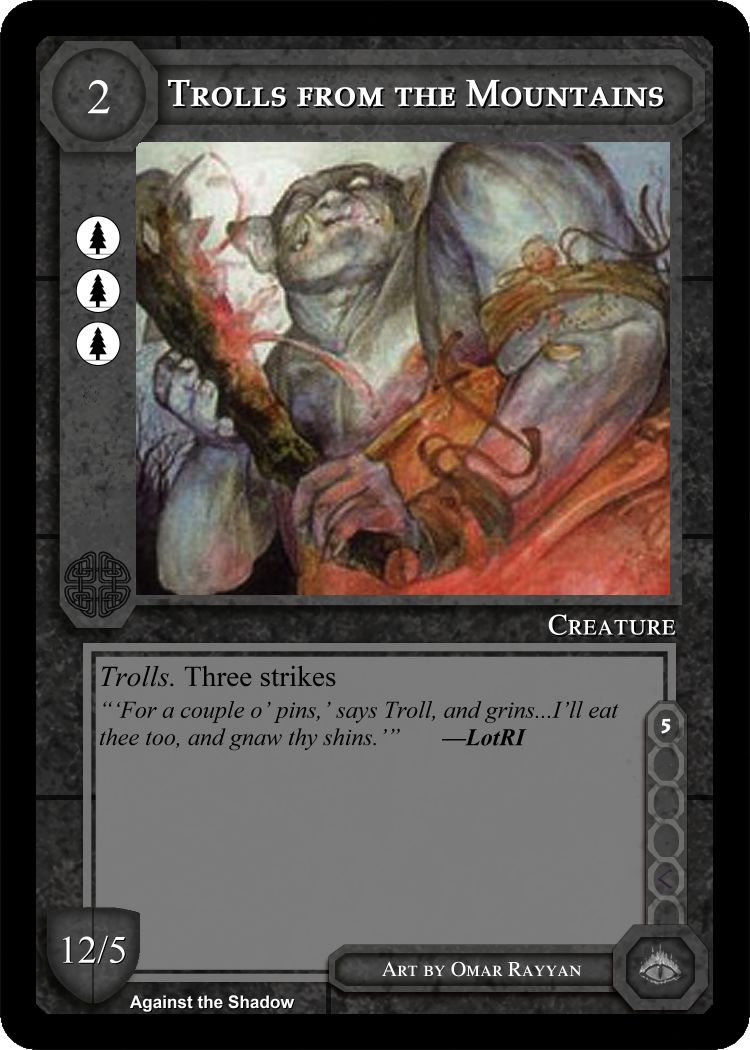 2
Trolls from the Mountains
Creature
Trolls. Three strikes
“‘For a couple o’ pins,’ says Troll, and grins...I’ll eat
thee too, and gnaw thy shins.’” —LotRI
5
12/5
Art by Omar Rayyan
Against the Shadow